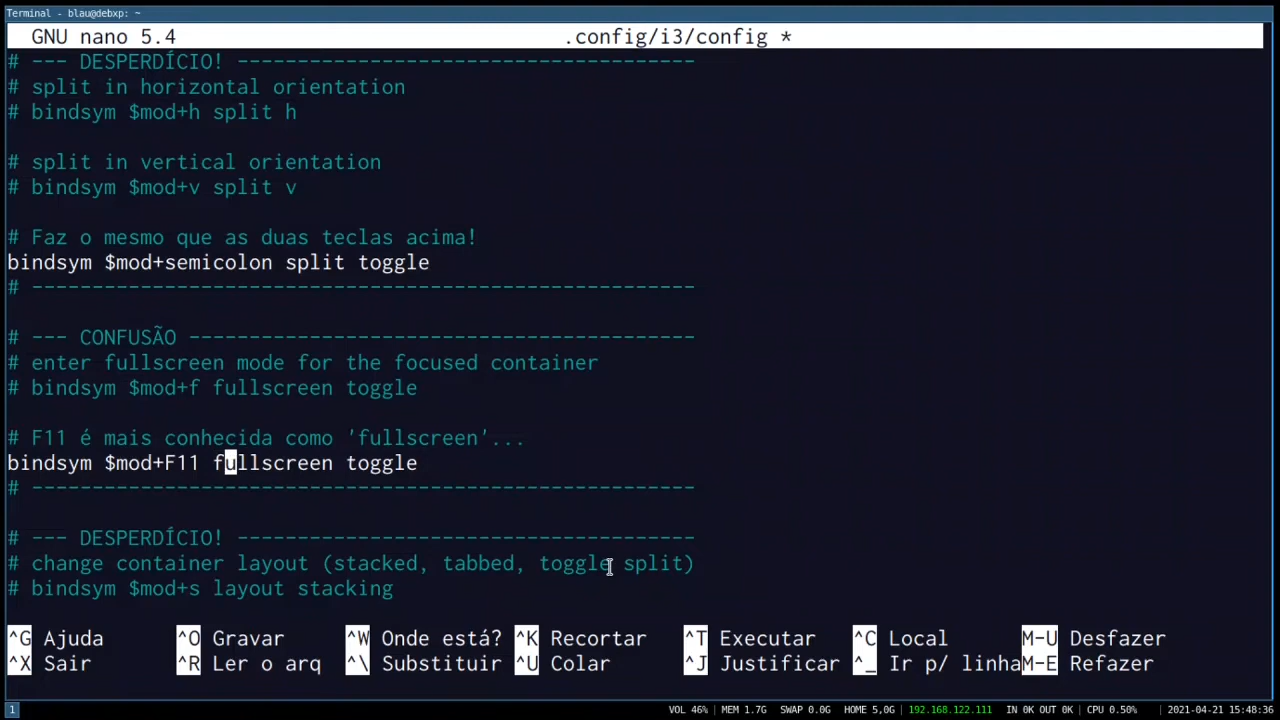 Terminal - blau@debxp: ~
GNU nano 5.4 .config/i3/config *
# --- DESPERDÍCIO! --------------------------------------
# split in horizontal orientation
# bindsym $mod+h split h
# split in vertical orientation
# bindsym $mod+v split v
# Faz o mesmo que as duas teclas acima!
bindsym $mod+semicolon split toggle
# -------------------------------------------------------
# --- CONFUSÃO ------------------------------------------
# enter fullscreen mode for the focused container
# bindsym $mod+f fullscreen toggle
# F11 é mais conhecida como 'fullscreen'...
bindsym $mod+F11 fullscreen toggle
# -------------------------------------------------------
# --- DESPERDÍCIO! --------------------------------------
# change container layout (stacked, tabbed, toggle split)
# bindsym $mod+s layout stacking
^G Ajuda ^O Gravar ^W Onde está? ^K Recortar ^T Executar ^C Local M-U Desfazer
^X Sair ^R Ler o arq ^\ Substituir ^U Colar ^J Justificar ^_ Ir p/ linha M-E Refazer
1 VOL 46% | MEM 1.7G SWAP 0.0G HOME 5,0G | 192.168.122.111 IN 0K OUT 0K | CPU 0.50% | 2021-04-21 15:48:36